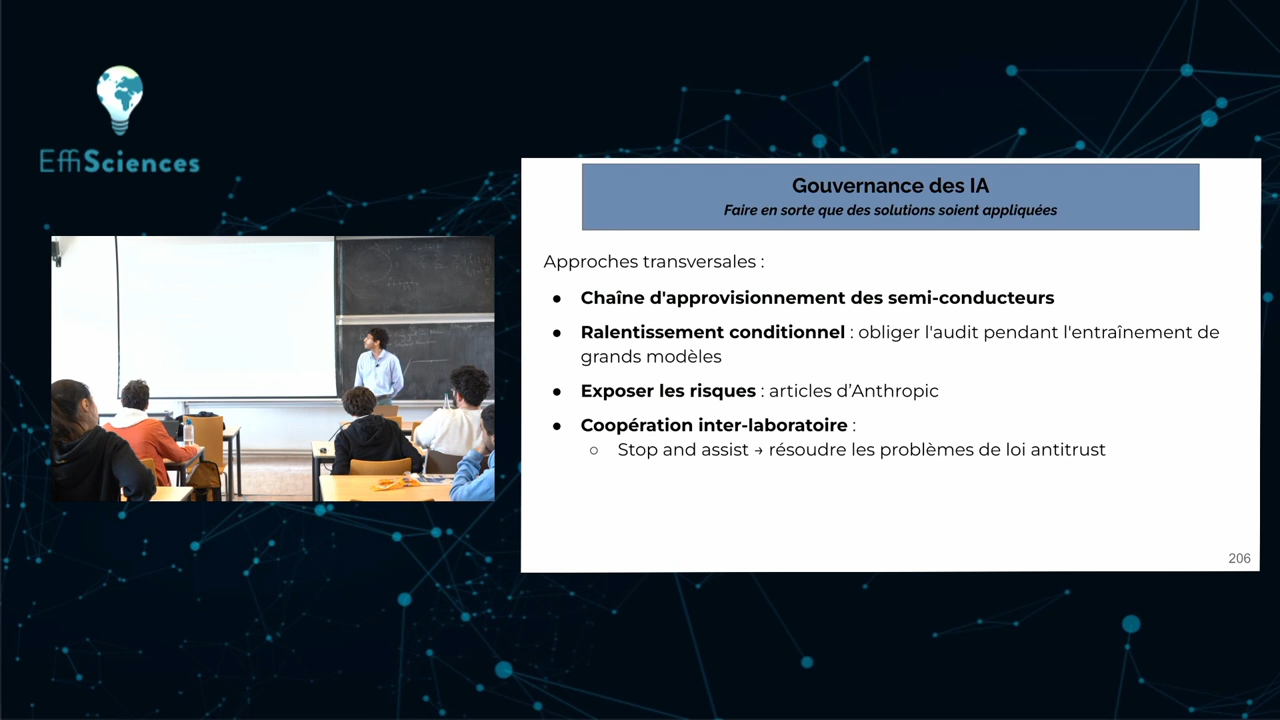 EffiSciences
Gouvernance des IA
Faire en sorte que des solutions soient appliquées
Approches transversales :
● Chaîne d'approvisionnement des semi-conducteurs
● Ralentissement conditionnel : obliger l'audit pendant l'entraînement de
grands modèles
● Exposer les risques : articles d’Anthropic
● Coopération inter-laboratoire :
○ Stop and assist → résoudre les problèmes de loi antitrust
206